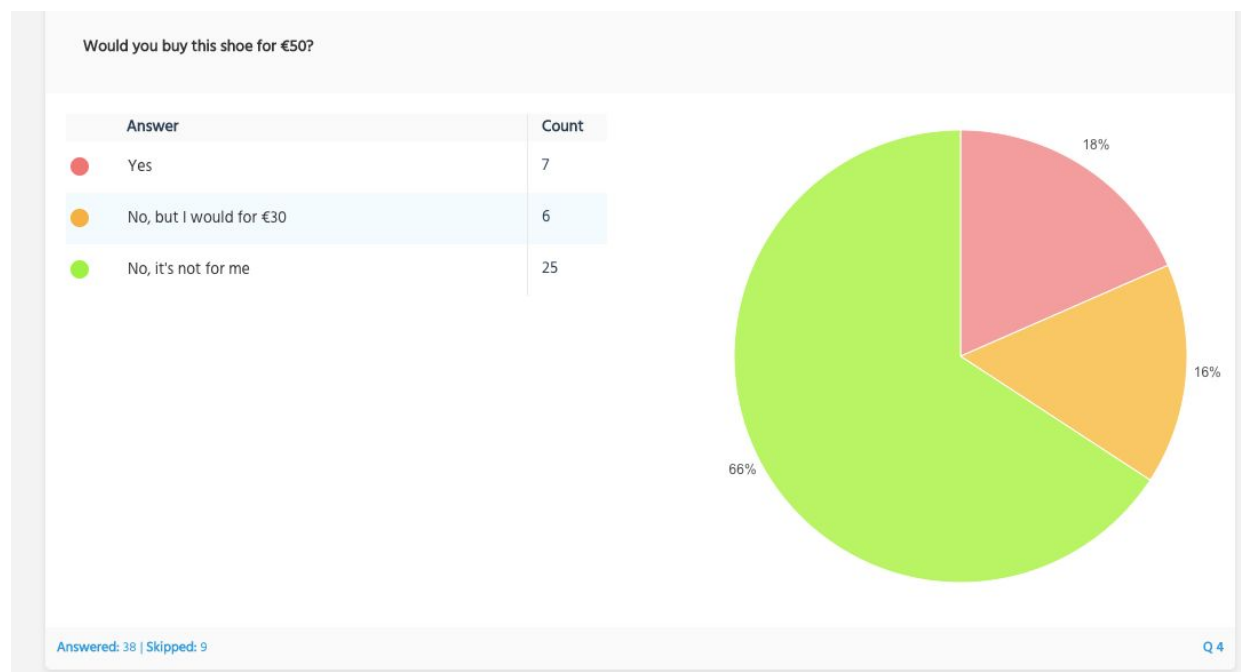 Would you buy this shoe for €50?
Answer Count
Yes 7
No, but I would for €30 6
No, it's not for me 25
18%
16%
66%
Answered: 38 | Skipped: 9
Q 4